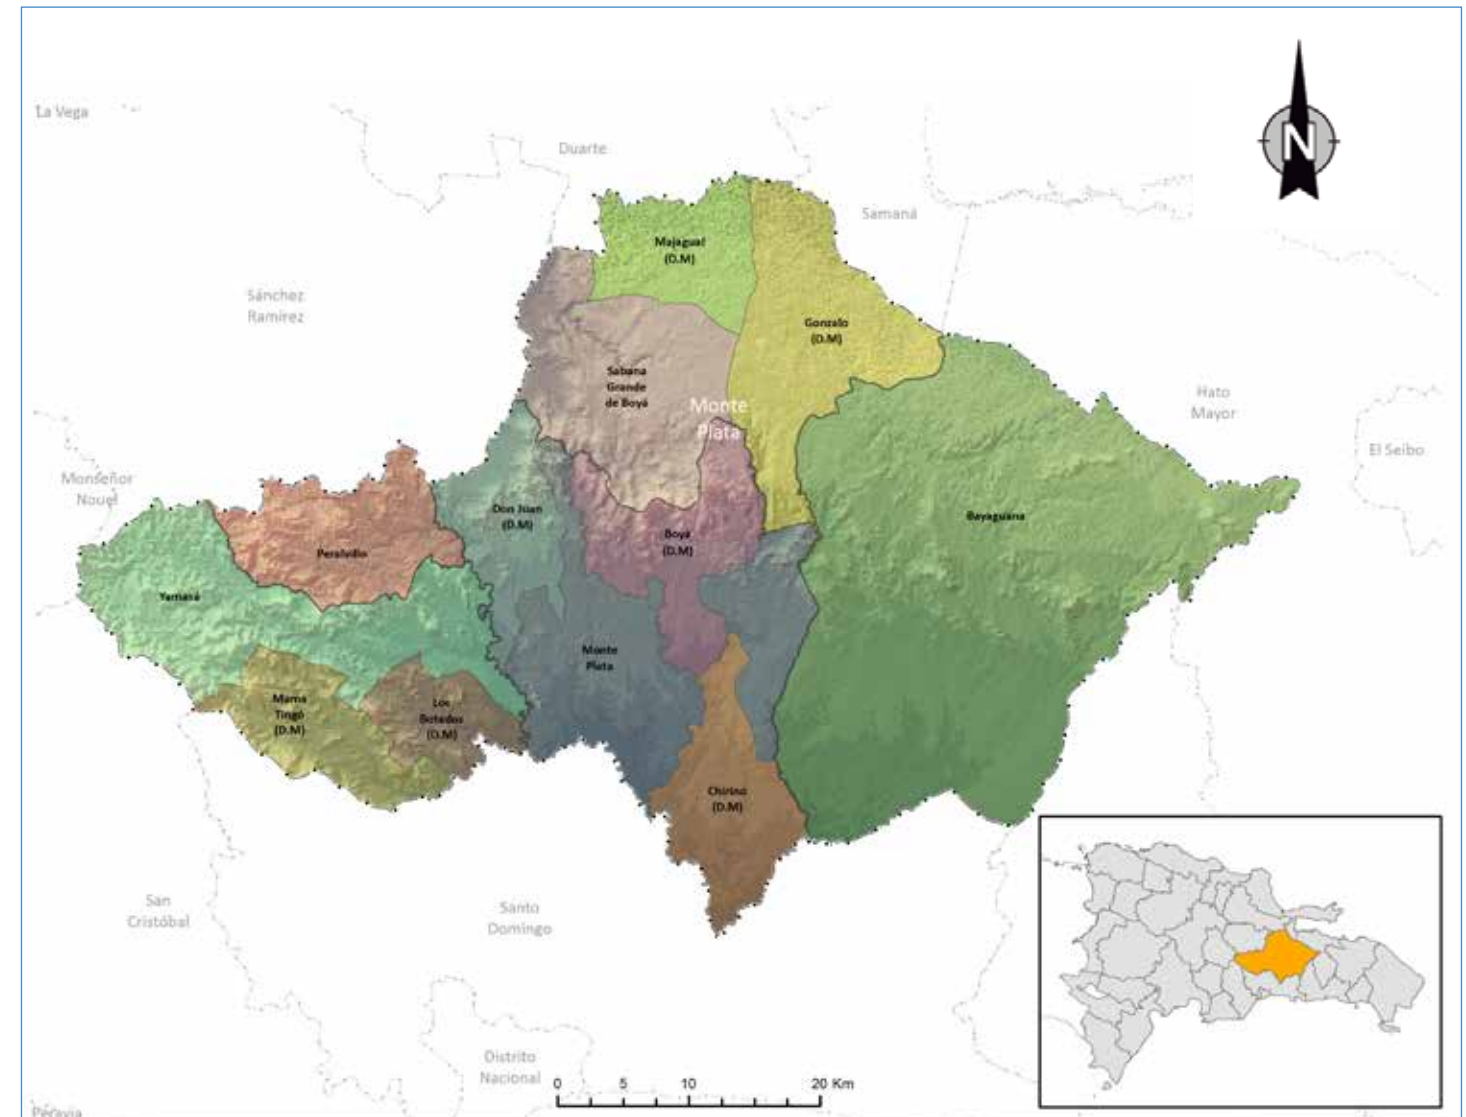 La Vega
Duarte
N
Samaná
Majagual
(D.M)
Sánchez
Ramírez
Gonzalo
(D.M)
Sabana
Grande
de Boyá
Monte
Plata
Hato
Mayor
El Seibo
Monseñor
Nouel
Don Juan
(D.M)
Bayaguana
Boya
(D.M)
Peralvillo
Yamasá
Monte
Plata
Mama
Tingó
(D.M)
Los
Botados
(D.M)
Chirino
(D.M)
San
Cristóbal
Santo
Domingo
Distrito
Nacional
0 5 10 20 Km
Peravia